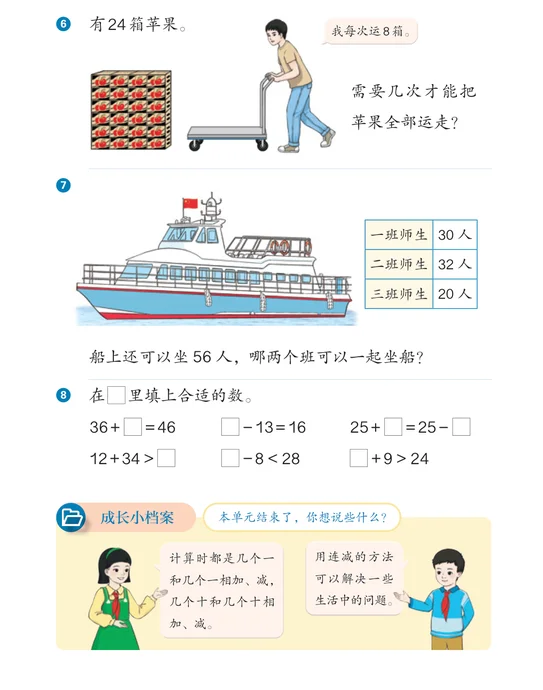 6 有24箱苹果。
我每次运8箱。
需要几次才能把
苹果全部运走?
7
一班师生 30人
二班师生 32人
三班师生 20人
船上还可以坐56人,哪两个班可以一起坐船?
8 在□里填上合适的数。
36+□=46 □-13=16 25+□=25-□
12+34>□ □-8<28 □+9>24
成长小档案
本单元结束了,你想说些什么?
计算时都是几个一
和几个一相加、减,
几个十和几个十相
加、减。
用连减的方法
可以解决一些
生活中的问题。